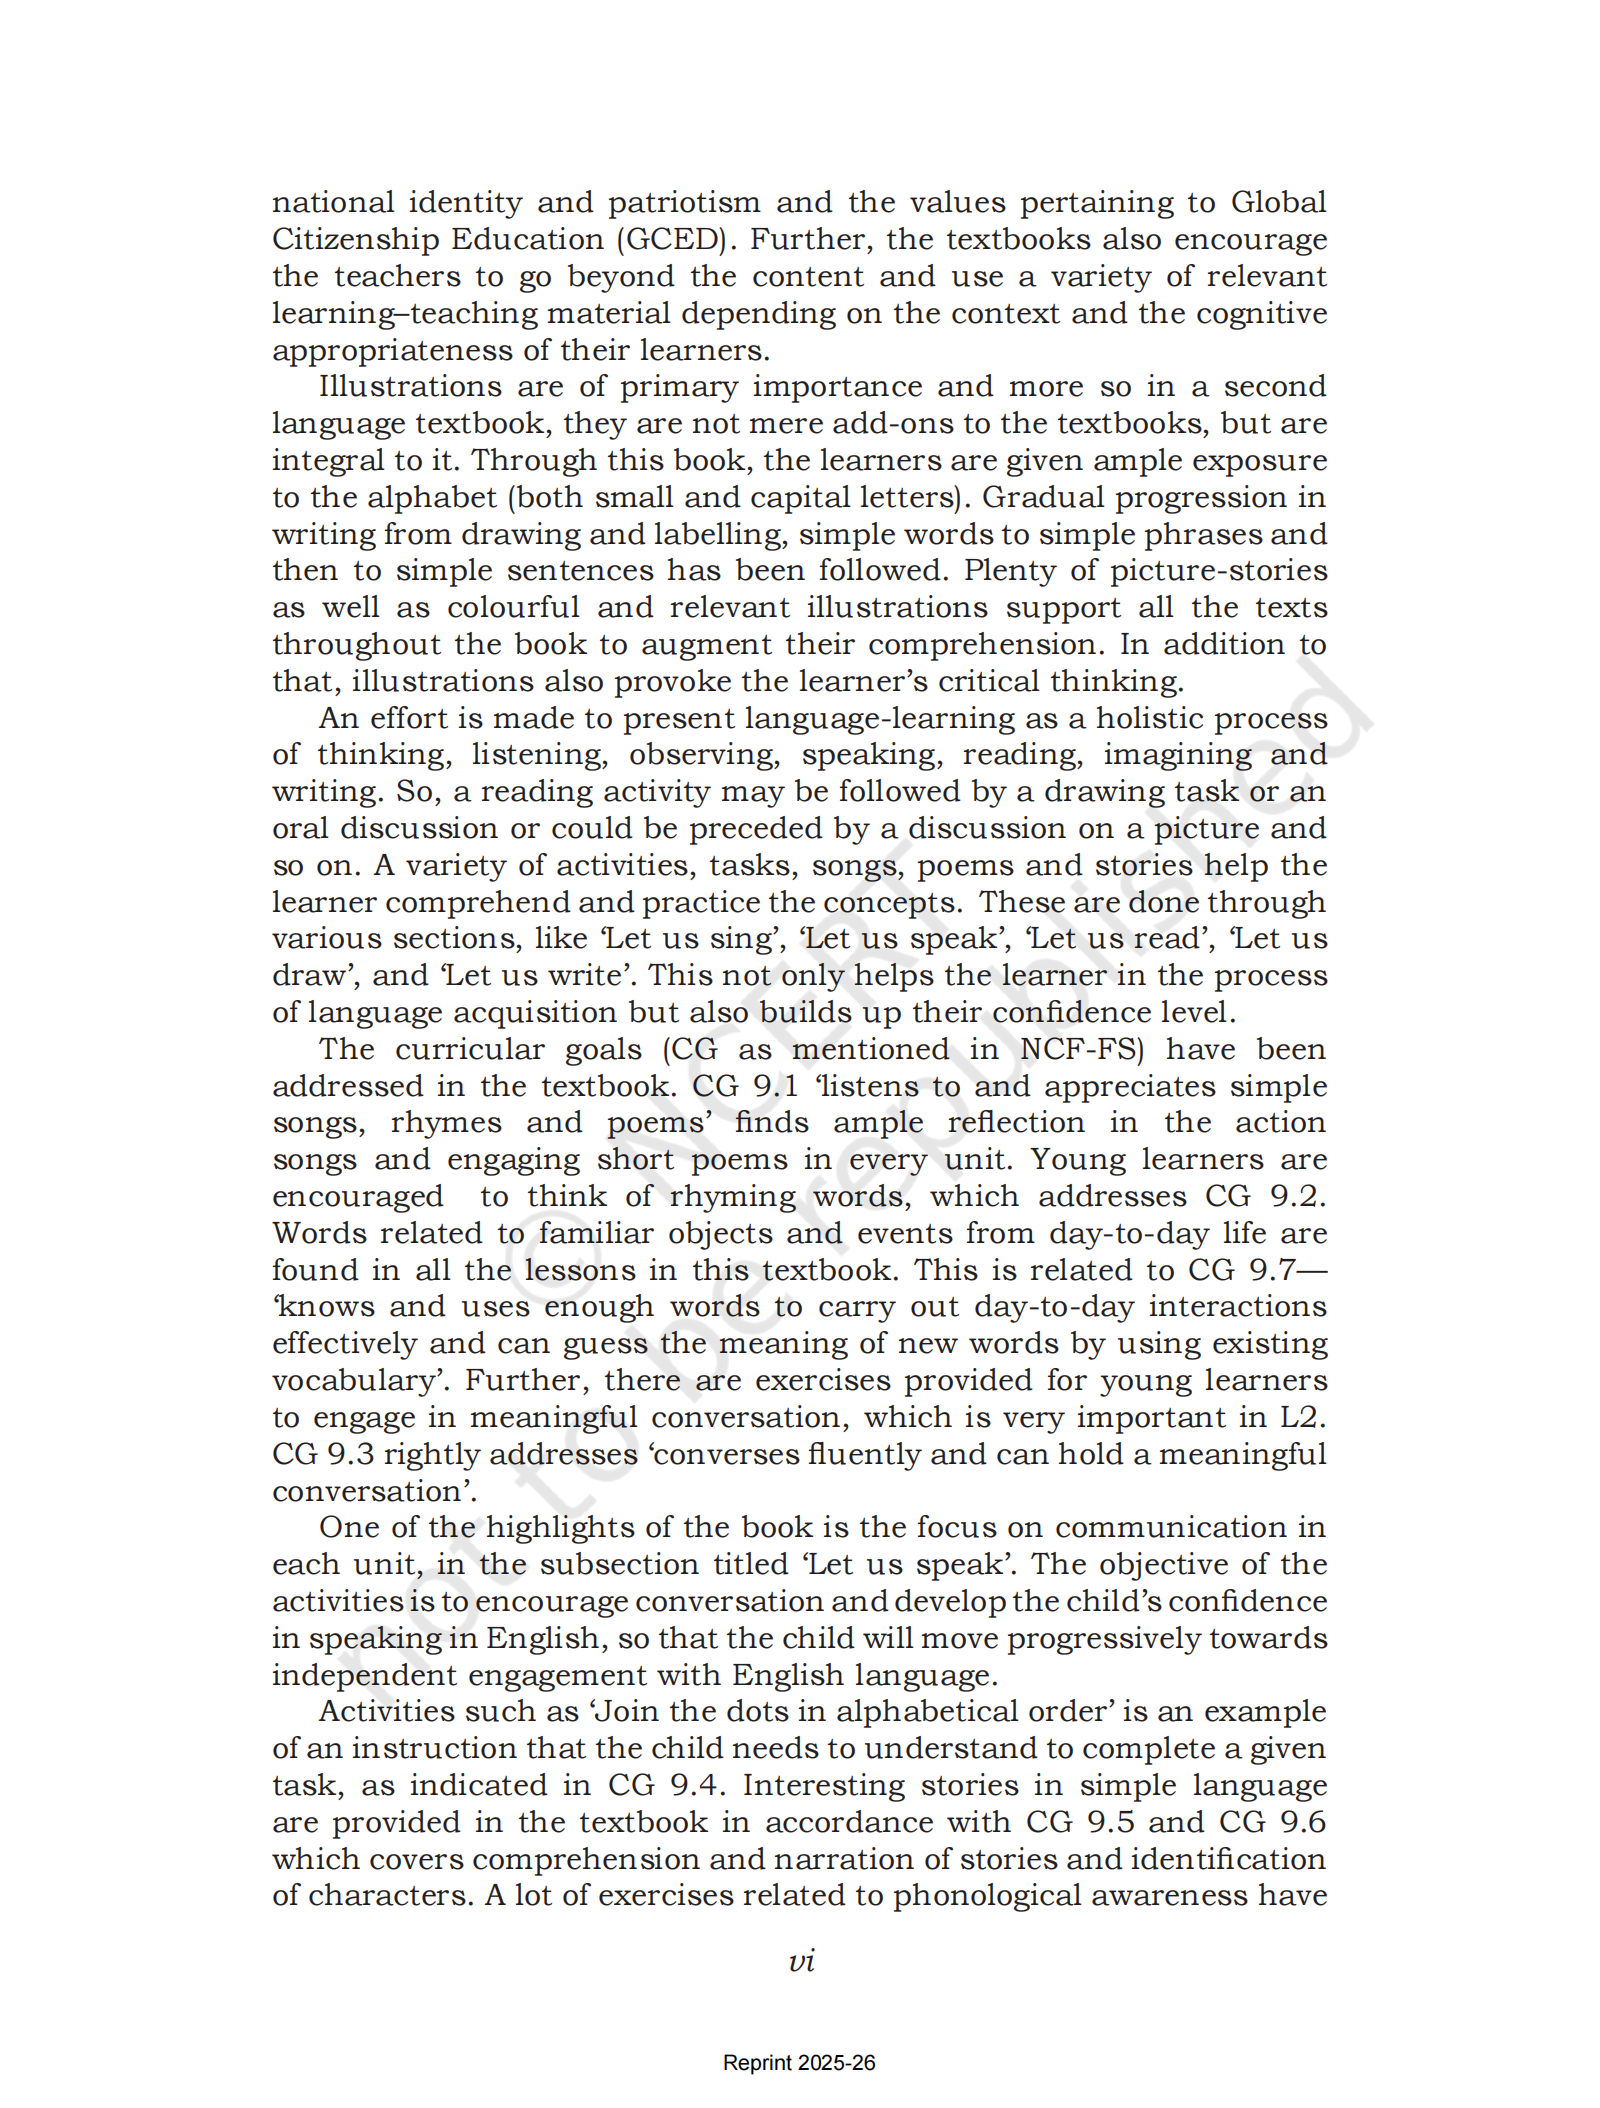 national identity and patriotism and the values pertaining to Global
Citizenship Education (GCED). Further, the textbooks also encourage
the teachers to go beyond the content and use a variety of relevant
learning–teaching material depending on the context and the cognitive
appropriateness of their learners.
Illustrations are of primary importance and more so in a second
language textbook, they are not mere add-ons to the textbooks, but are
integral to it. Through this book, the learners are given ample exposure
to the alphabet (both small and capital letters). Gradual progression in
writing from drawing and labelling, simple words to simple phrases and
then to simple sentences has been followed. Plenty of picture-stories
as well as colourful and relevant illustrations support all the texts
throughout the book to augment their comprehension. In addition to
that, illustrations also provoke the learner’s critical thinking.
An effort is made to present language-learning as a holistic process
of thinking, listening, observing, speaking, reading, imagining and
writing. So, a reading activity may be followed by a drawing task or an
oral discussion or could be preceded by a discussion on a picture and
so on. A variety of activities, tasks, songs, poems and stories help the
learner comprehend and practice the concepts. These are done through
various sections, like ‘Let us sing’, ‘Let us speak’, ‘Let us read’, ‘Let us
draw’, and ‘Let us write’. This not only helps the learner in the process
of language acquisition but also builds up their confidence level.
The curricular goals (CG as mentioned in NCF-FS) have been
addressed in the textbook. CG 9.1 ‘listens to and appreciates simple
songs, rhymes and poems’ finds ample reflection in the action
songs and engaging short poems in every unit. Young learners are
encouraged to think of rhyming words, which addresses CG 9.2.
Words related to familiar objects and events from day-to-day life are
found in all the lessons in this textbook. This is related to CG 9.7—
‘knows and uses enough words to carry out day-to-day interactions
effectively and can guess the meaning of new words by using existing
vocabulary’. Further, there are exercises provided for young learners
to engage in meaningful conversation, which is very important in L2.
CG 9.3 rightly addresses ‘converses fluently and can hold a meaningful
conversation’.
One of the highlights of the book is the focus on communication in
each unit, in the subsection titled ‘Let us speak’. The objective of the
activities is to encourage conversation and develop the child’s confidence
in speaking in English, so that the child will move progressively towards
independent engagement with English language.
Activities such as ‘Join the dots in alphabetical order’ is an example
of an instruction that the child needs to understand to complete a given
task, as indicated in CG 9.4. Interesting stories in simple language
are provided in the textbook in accordance with CG 9.5 and CG 9.6
which covers comprehension and narration of stories and identification
of characters. A lot of exercises related to phonological awareness have
vi
Reprint 2025-26
© NCERT
not to be republished